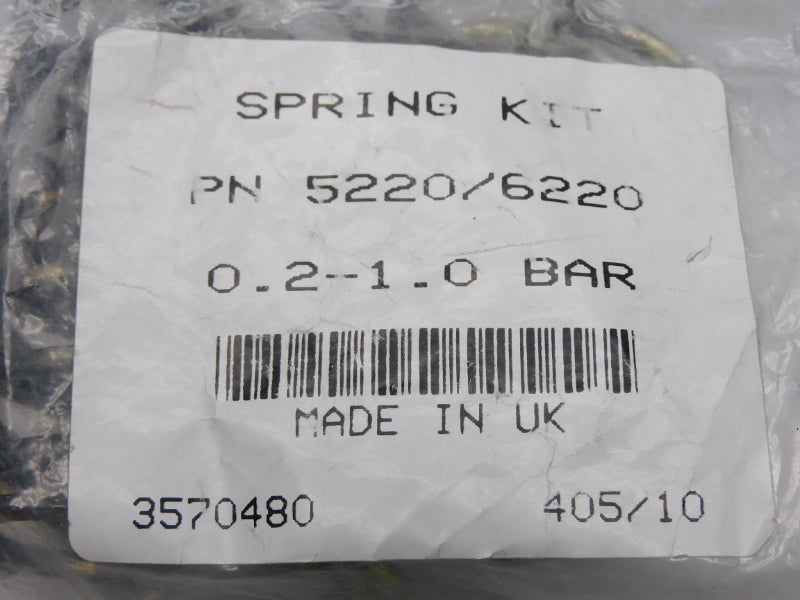 SPRING KIT
PN 5220/6220
0.2-1.0 BAR
MADE IN UK
3570480 405/10